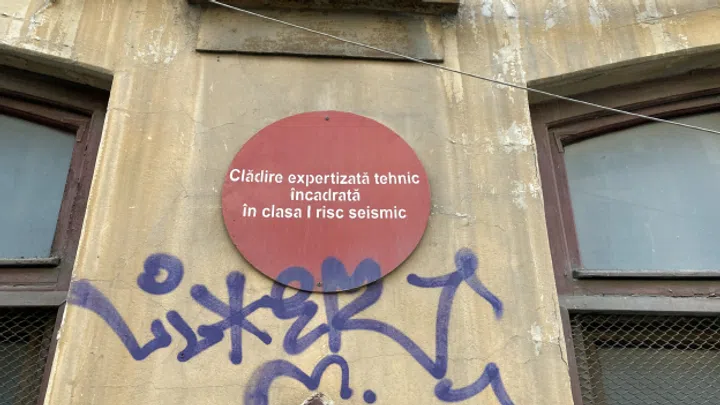 Clădire expertizată tehnic
încadrată
în clasa I risc seismic